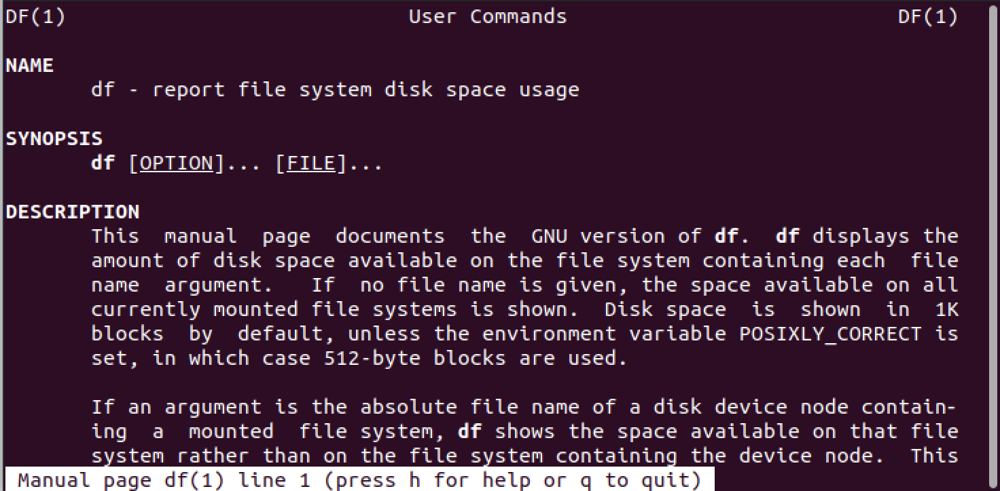 DF(1) User Commands DF(1)
NAME
df - report file system disk space usage
SYNOPSIS
df [OPTION]... [FILE]...
DESCRIPTION
This manual page documents the GNU version of df. df displays the
amount of disk space available on the file system containing each file
name argument. If no file name is given, the space available on all
currently mounted file systems is shown. Disk space is shown in 1K
blocks by default, unless the environment variable POSIXLY_CORRECT is
set, in which case 512-byte blocks are used.
If an argument is the absolute file name of a disk device node contain-
ing a mounted file system, df shows the space available on that file
system rather than on the file system containing the device node. This
Manual page df(1) line 1 (press h for help or q to quit)